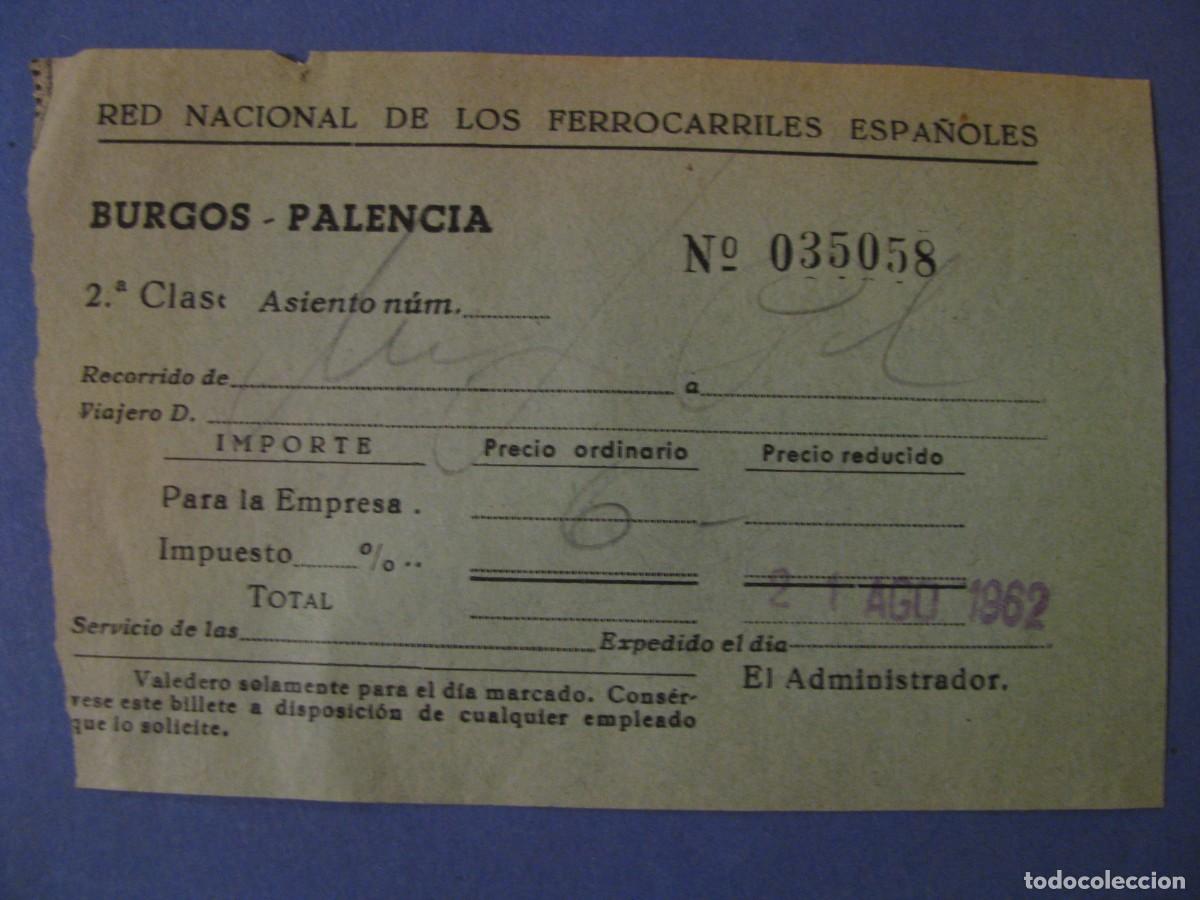 RED NACIONAL DE LOS FERROCARRILES ESPAÑOLES
BURGOS - PALENCIA
Nº 035058
2.ª Clase Asiento núm.
Recorrido de a
Viajero D.
IMPORTE Precio ordinario Precio reducido
Para la Empresa .
6 -
Impuesto % ..
TOTAL
21 AGO 1962
Servicio de las Expedido el día
Valedero solamente para el día marcado. Consér-
vese este billete a disposición de cualquier empleado
que lo solicite.
El Administrador.
todocoleccion